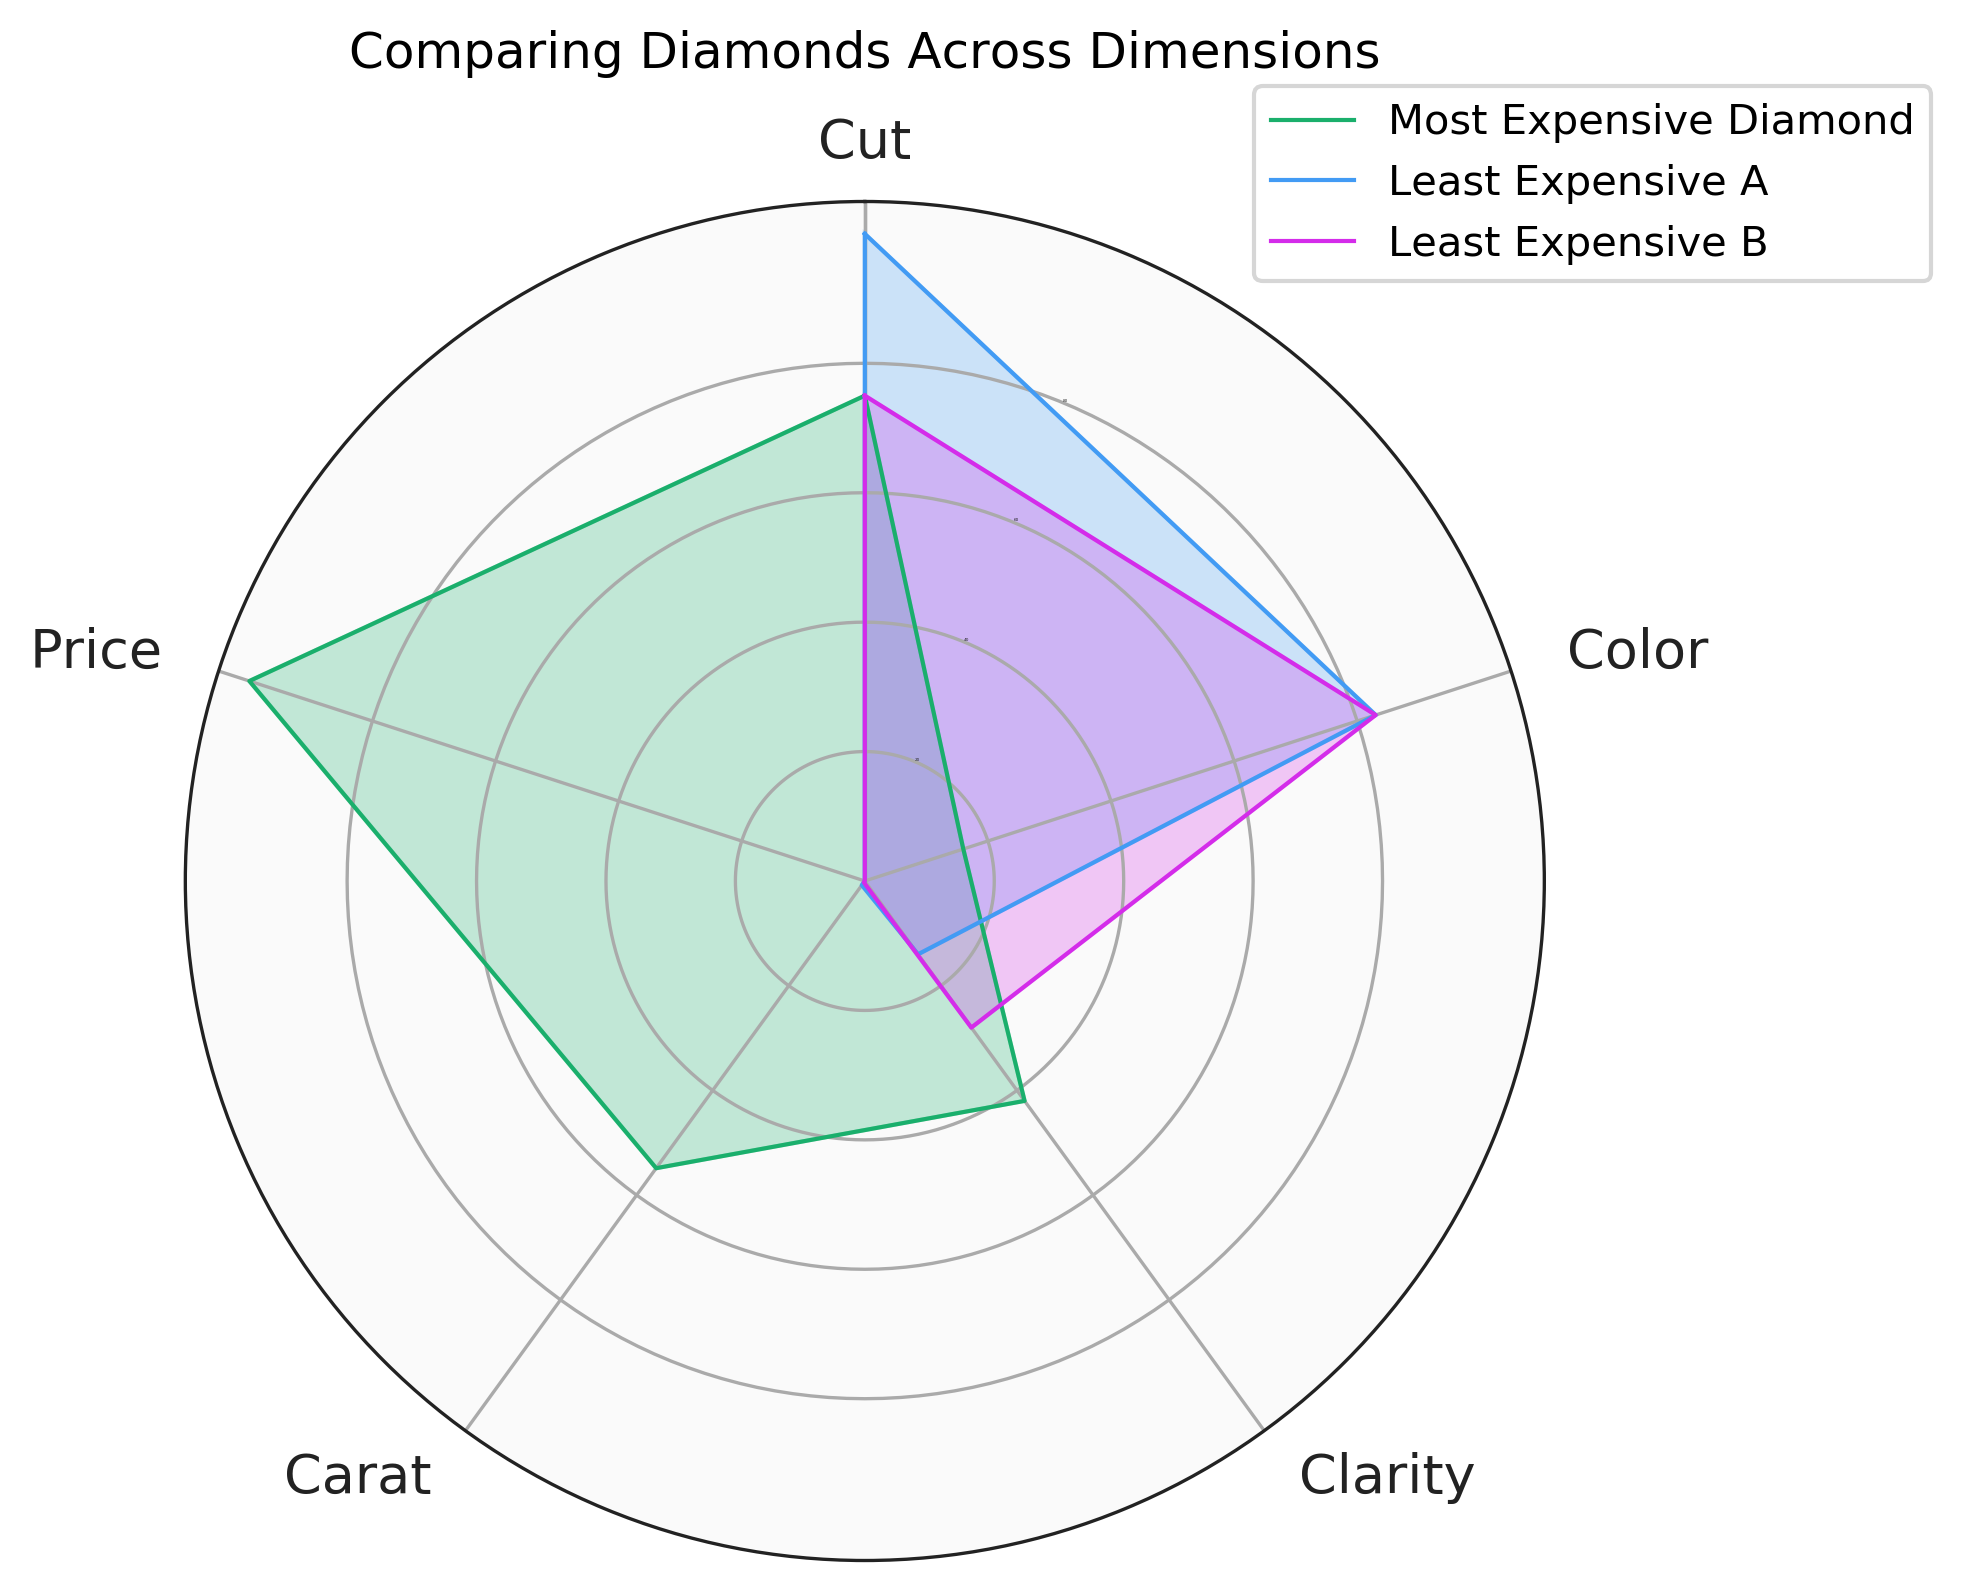 Comparing Diamonds Across Dimensions
Most Expensive Diamond
Least Expensive A
Least Expensive B
Cut
Price
Color
Carat
Clarity